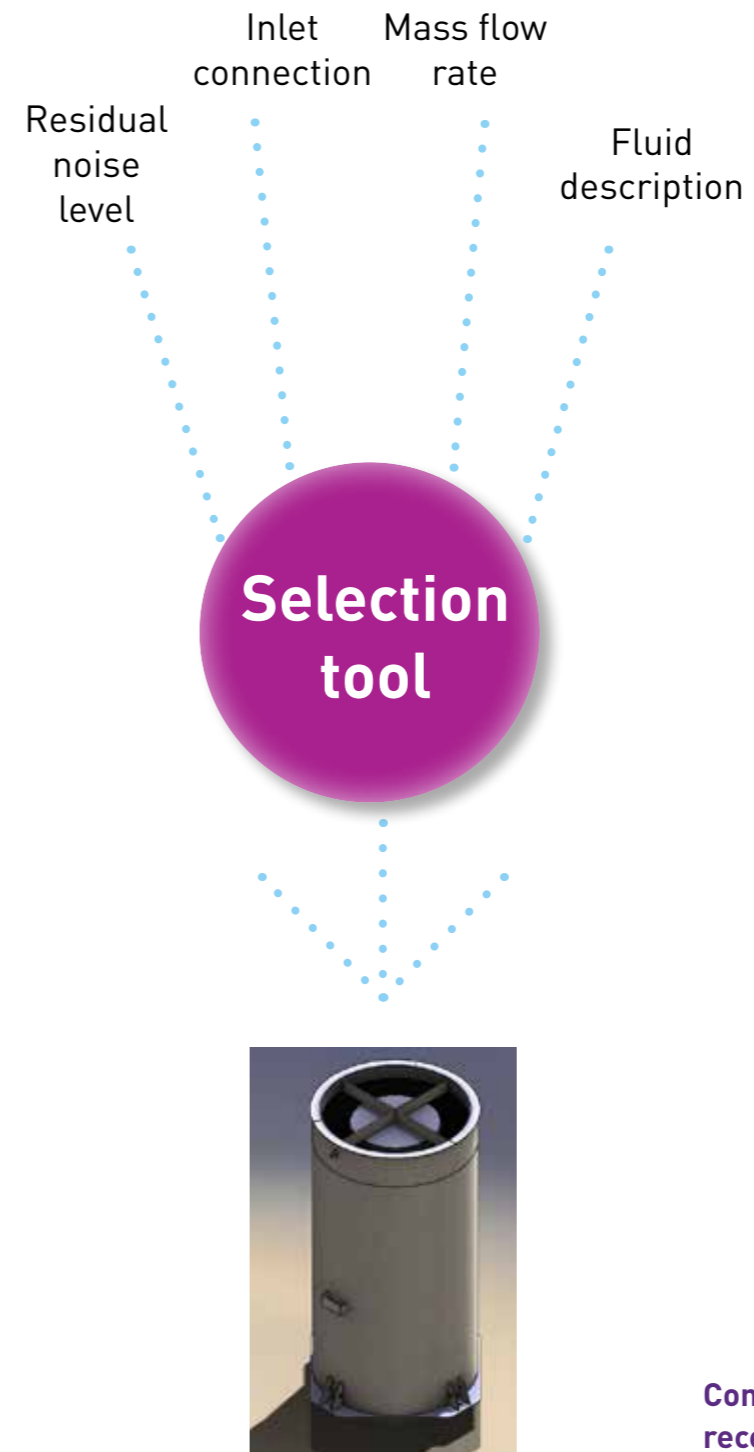 Inlet
connection
Mass flow
rate
Residual
noise
level
Fluid
description
Selection
tool